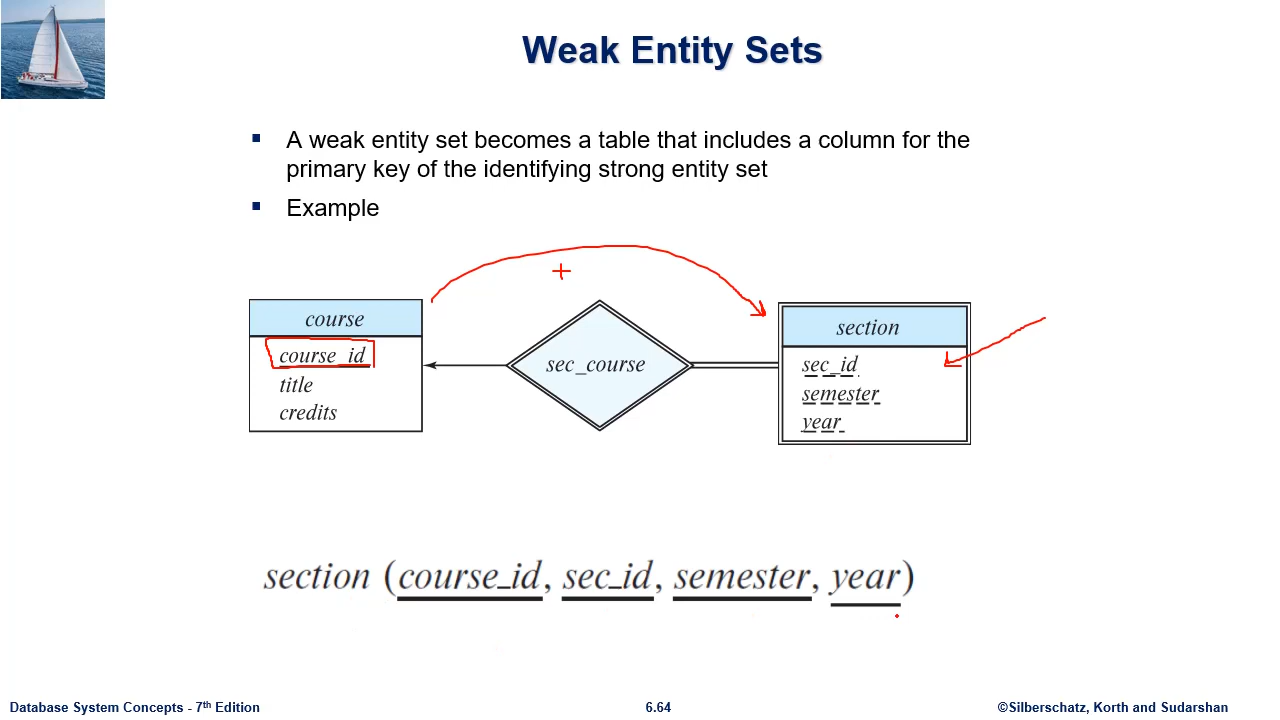 Weak Entity Sets
▪ A weak entity set becomes a table that includes a column for the
primary key of the identifying strong entity set
▪ Example
+
course
course_id
title
credits
sec_course
section
sec_id
semester
year
section (course_id, sec_id, semester, year)
Database System Concepts - 7th Edition
6.64
©Silberschatz, Korth and Sudarshan